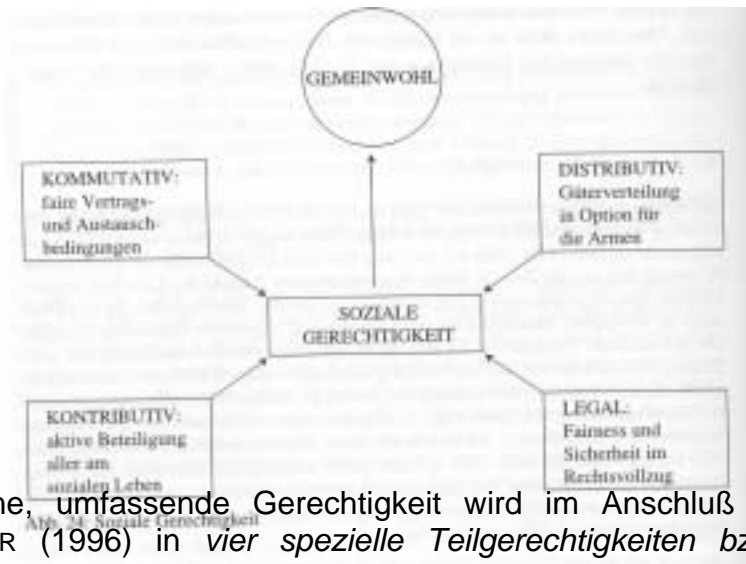 GEMEINWOHL
KOMMUTATIV:
faire Vertrags-
und Austausch-
bedingungen
DISTRIBUTIV:
Güterverteilung
in Option für
die Armen
SOZIALE
GERECHTIGKEIT
KONTRIBUTIV:
aktive Beteiligung
aller am
sozialen Leben
LEGAL:
Fairness und
Sicherheit im
Rechtsvollzug
Abb. 24: Soziale Gerechtigkeit
ne, umfassende Gerechtigkeit wird im Anschluß
R (1996) in vier spezielle Teilgerechtigkeiten bz